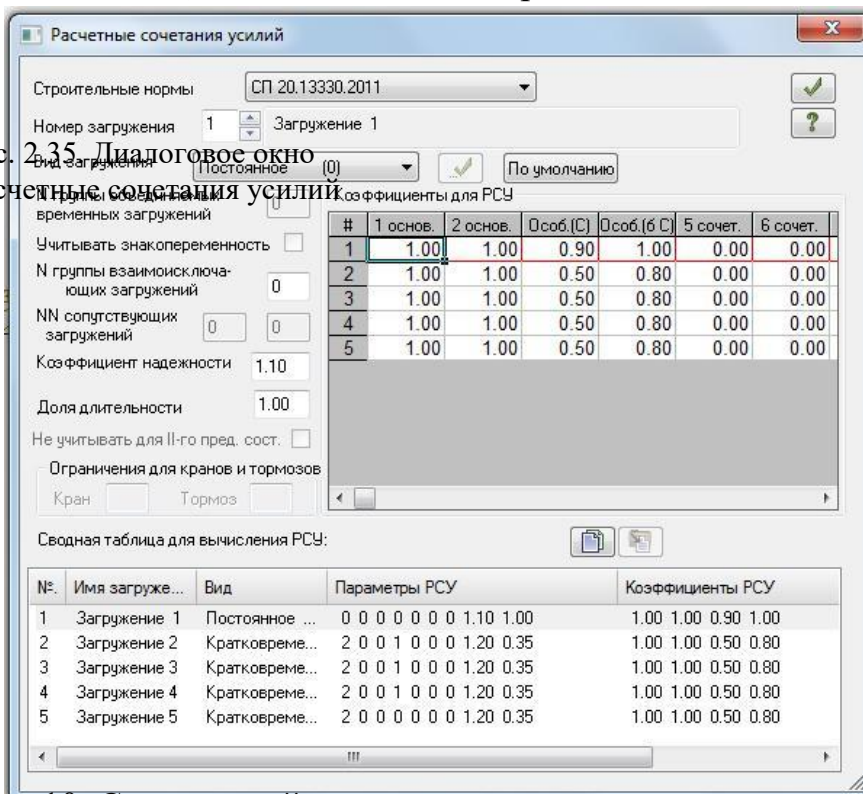 Расчетные сочетания усилий
Строительные нормы СП 20.13330.2011
Номер загружения 1 Загружение 1
с. 2.35. Диалоговое окно
Вид загружения Постоянное (0) По умолчанию
счетные сочетания усилий
N группы объединяемых временных загружений 0
Учитывать знакопеременность
N группы взаимоисключа-
ющих загружений 0
NN сопутствующих
загружений 0 0
Коэффициент надежности 1.10
Доля длительности 1.00
Не учитывать для II-го пред. сост.
Ограничения для кранов и тормозов
Кран Тормоз
Коэффициенты для РСУ
# 1 основ. 2 основ. Особ.(С) Особ.(б С) 5 сочет. 6 сочет.
1 1.00 1.00 0.90 1.00 0.00 0.00
2 1.00 1.00 0.50 0.80 0.00 0.00
3 1.00 1.00 0.50 0.80 0.00 0.00
4 1.00 1.00 0.50 0.80 0.00 0.00
5 1.00 1.00 0.50 0.80 0.00 0.00
Сводная таблица для вычисления РСУ:
№. Имя загруже... Вид Параметры РСУ Коэффициенты РСУ
1 Загружение 1 Постоянное ... 0 0 0 0 0 0 0 1.10 1.00 1.00 1.00 0.90 1.00
2 Загружение 2 Кратковреме... 2 0 0 1 0 0 0 1.20 0.35 1.00 1.00 0.50 0.80
3 Загружение 3 Кратковреме... 2 0 0 1 0 0 0 1.20 0.35 1.00 1.00 0.50 0.80
4 Загружение 4 Кратковреме... 2 0 0 1 0 0 0 1.20 0.35 1.00 1.00 0.50 0.80
5 Загружение 5 Кратковреме... 2 0 0 0 0 0 0 1.20 0.35 1.00 1.00 0.50 0.80